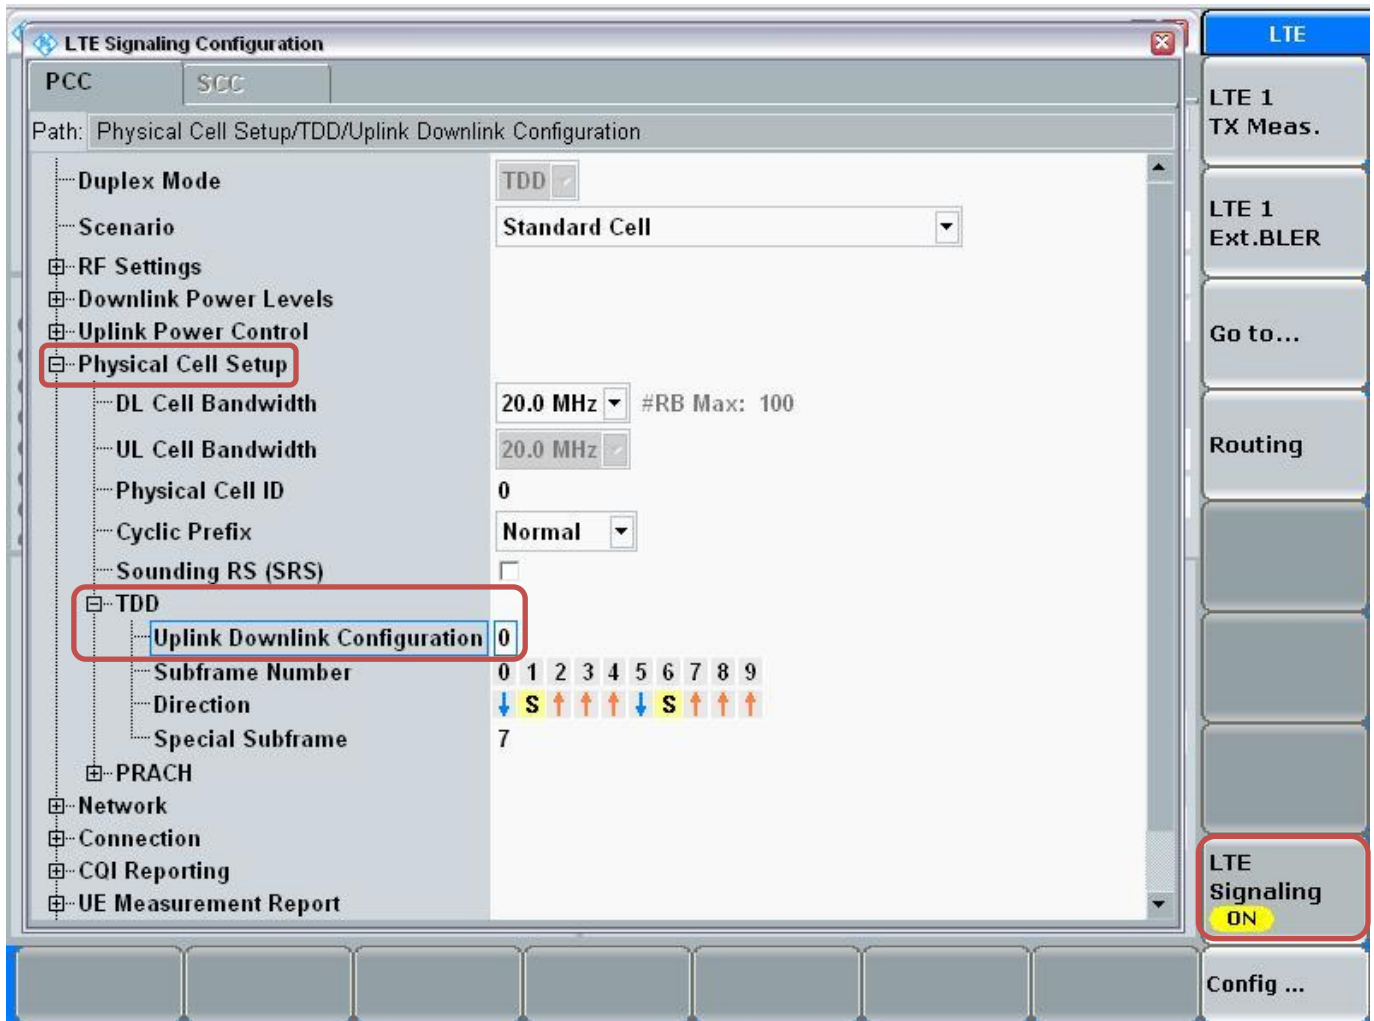 LTE Signaling Configuration
PCC
SCC
Path: Physical Cell Setup/TDD/Uplink Downlink Configuration
Duplex Mode TDD
Scenario Standard Cell
RF Settings
Downlink Power Levels
Uplink Power Control
Physical Cell Setup
DL Cell Bandwidth 20.0 MHz #RB Max: 100
UL Cell Bandwidth 20.0 MHz
Physical Cell ID 0
Cyclic Prefix Normal
Sounding RS (SRS)
TDD
Uplink Downlink Configuration 0
Subframe Number 0 1 2 3 4 5 6 7 8 9
Direction ↓ S ↑ ↑ ↑ ↓ S ↑ ↑ ↑
Special Subframe 7
PRACH
Network
Connection
CQI Reporting
UE Measurement Report
LTE
LTE 1
TX Meas.
LTE 1
Ext.BLER
Go to...
Routing
LTE
Signaling
ON
Config ...